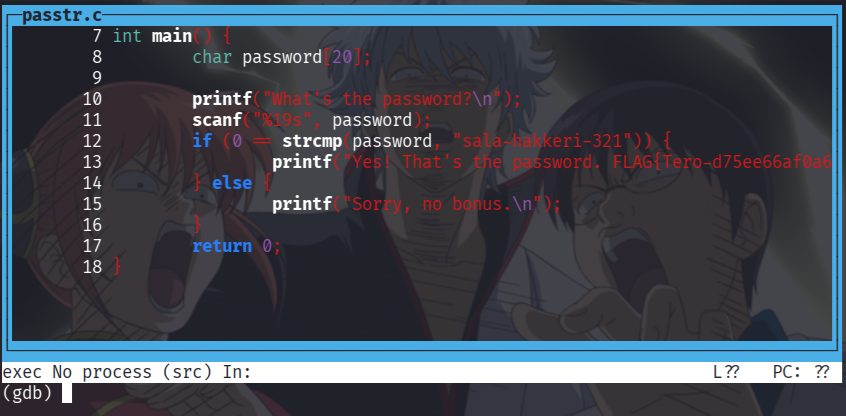 passtr.c
7 int main() {
8 char password[20];
9
10 printf("What's the password?\n");
11 scanf("%19s", password);
12 if (0 == strcmp(password, "sala-hakkeri-321")) {
13 printf("Yes! That's the password. FLAG{Tero-d75ee66af0a6
14 } else {
15 printf("Sorry, no bonus.\n");
16 }
17 return 0;
18 }
exec No process (src) In: L?? PC: ??
(gdb)